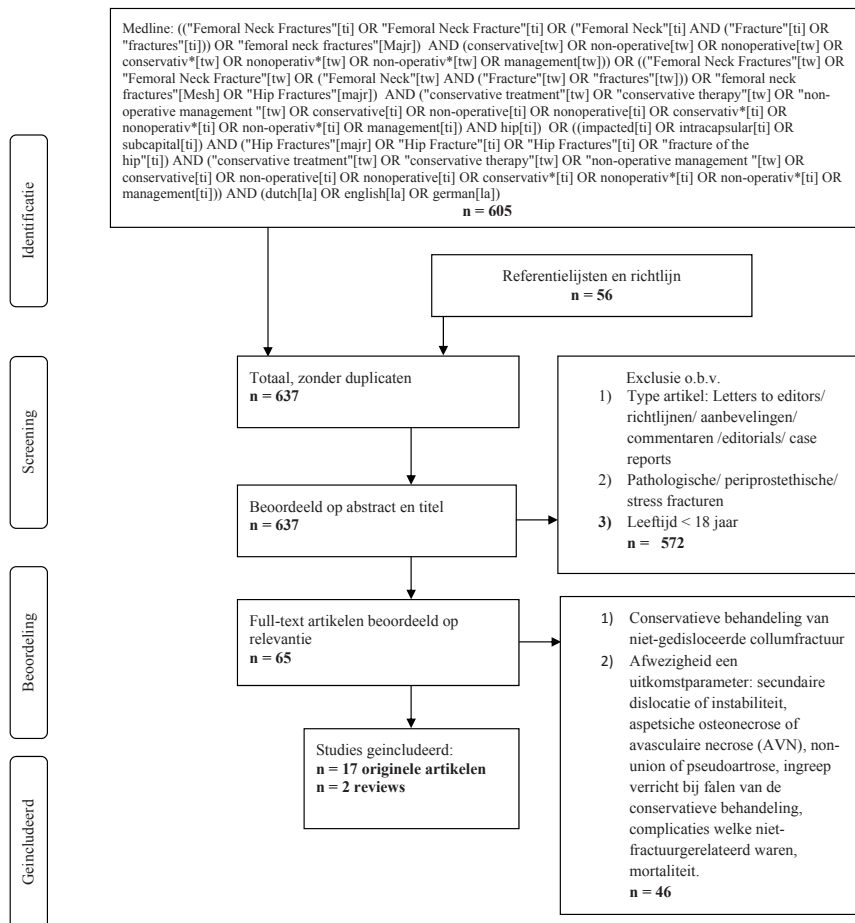 Medline: (("Femoral Neck Fractures"[ti] OR "Femoral Neck Fracture"[ti] OR ("Femoral Neck"[ti] AND ("Fracture"[ti] OR
"fractures"[ti])) OR "femoral neck fractures"[Majr]) AND (conservative[tw] OR non-operative[tw] OR nonoperative[tw] OR
conservativ*[tw] OR nonoperativ*[tw] OR non-operativ*[tw] OR management[tw])) OR (("Femoral Neck Fractures"[tw] OR
"Femoral Neck Fracture"[tw] OR ("Femoral Neck"[tw] AND ("Fracture"[tw] OR "fractures"[tw])) OR "femoral neck
fractures"[Mesh] OR "Hip Fractures"[majr]) AND ("conservative treatment"[tw] OR "conservative therapy"[tw] OR "non-
operative management "[tw] OR conservative[ti] OR non-operative[ti] OR nonoperative[ti] OR conservativ*[ti] OR
nonoperativ*[ti] OR non-operativ*[ti] OR management[ti]) AND hip[ti]) OR ((impacted[ti] OR intracapsular[ti] OR
subcapital[ti]) AND ("Hip Fractures"[majr] OR "Hip Fracture"[ti] OR "Hip Fractures"[ti] OR "fracture of the
hip"[ti]) AND ("conservative treatment"[tw] OR "conservative therapy"[tw] OR "non-operative management "[tw] OR
conservative[ti] OR non-operative[ti] OR nonoperative[ti] OR conservativ*[ti] OR nonoperativ*[ti] OR non-operativ*[ti] OR
management[ti])) AND (dutch[la] OR english[la] OR german[la])
n = 605
Identificatie
Referentielijsten en richtlijn
n = 56
Screening
Totaal, zonder duplicaten
n = 637
Exclusie o.b.v.
1) Type artikel: Letters to editors/
richtlijnen/ aanbevelingen/
commentaren /editorials/ case
reports
2) Pathologische/ periprostethische/
stress fracturen
3) Leeftijd < 18 jaar
n = 572
Beoordeeld op abstract en titel
n = 637
Beoordeling
Full-text artikelen beoordeeld op
relevantie
n = 65
1) Conservatieve behandeling van
niet-gedisloceerde collumfractuur
2) Afwezigheid een
uitkomstparameter: secundaire
dislocatie of instabiliteit,
aspetsiche osteonecrose of
avasculaire necrose (AVN), non-
union of pseudoartrose, ingreep
verricht bij falen van de
conservatieve behandeling,
complicaties welke niet-
fractuurgerelateerd waren,
mortaliteit.
n = 46
Geincludeerd
Studies geincludeerd:
n = 17 originele artikelen
n = 2 reviews